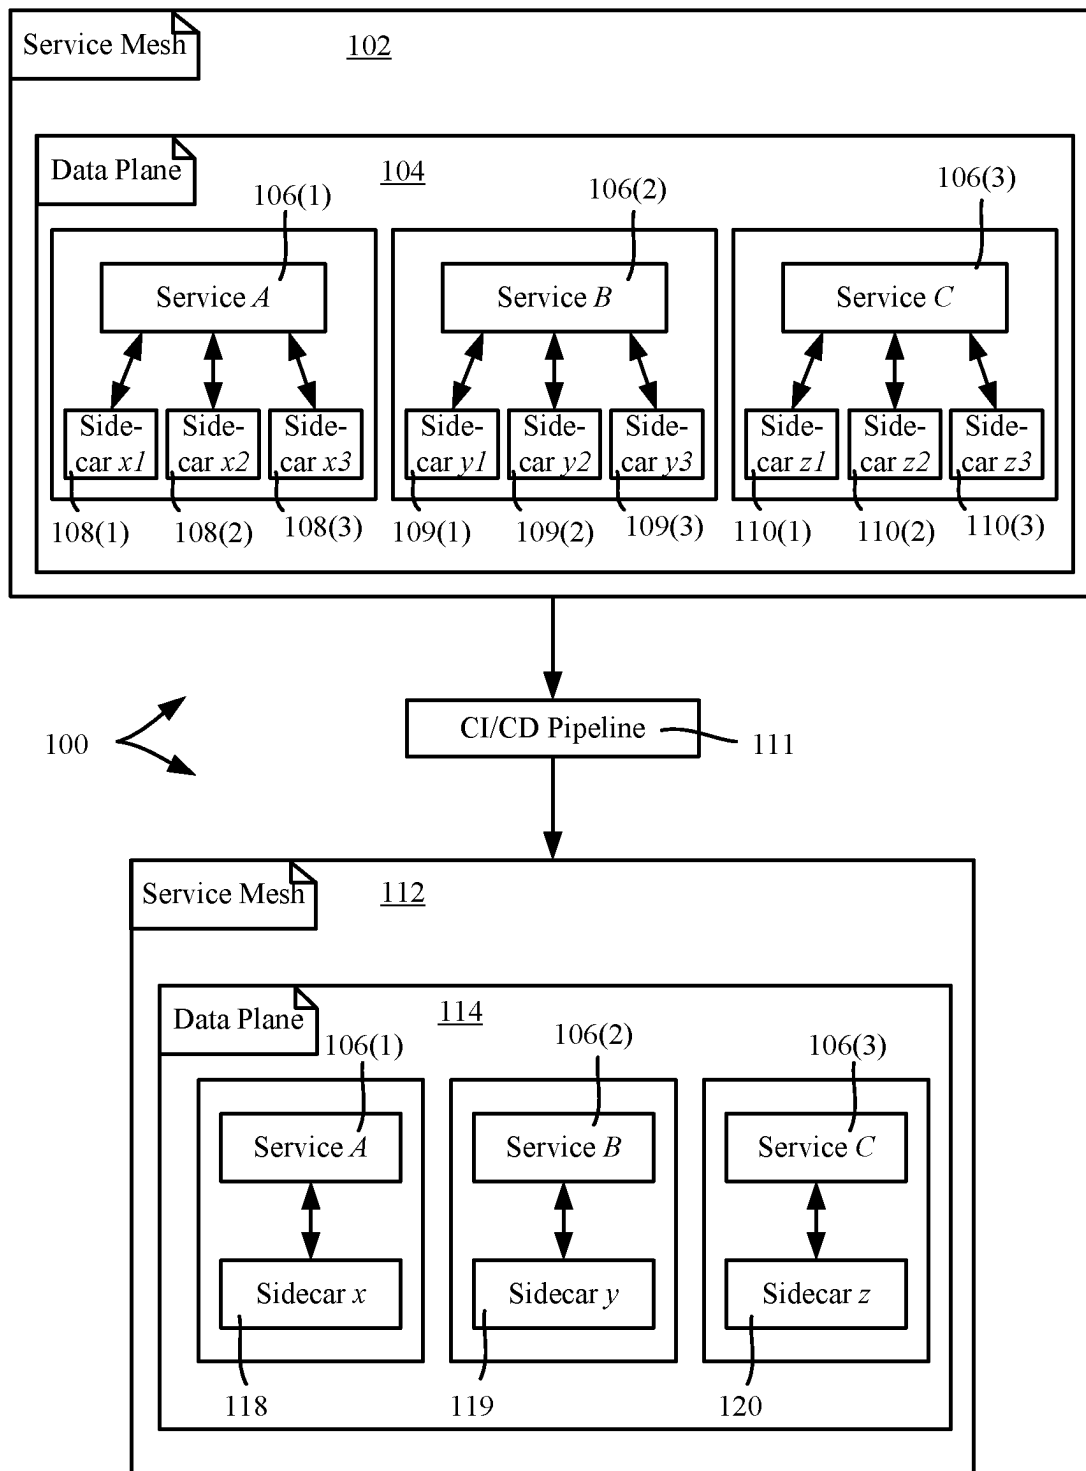 Service Mesh 102
Data Plane 104
106(1) 106(2) 106(3)
Service A Service B Service C
Side- Side- Side- Side- Side- Side- Side- Side- Side-
car x1 car x2 car x3 car y1 car y2 car y3 car z1 car z2 car z3
108(1) 108(2) 108(3) 109(1) 109(2) 109(3) 110(1) 110(2) 110(3)
100 CI/CD Pipeline 111
Service Mesh 112
Data Plane 114
106(1) 106(2) 106(3)
Service A Service B Service C
Sidecar x Sidecar y Sidecar z
118 119 120